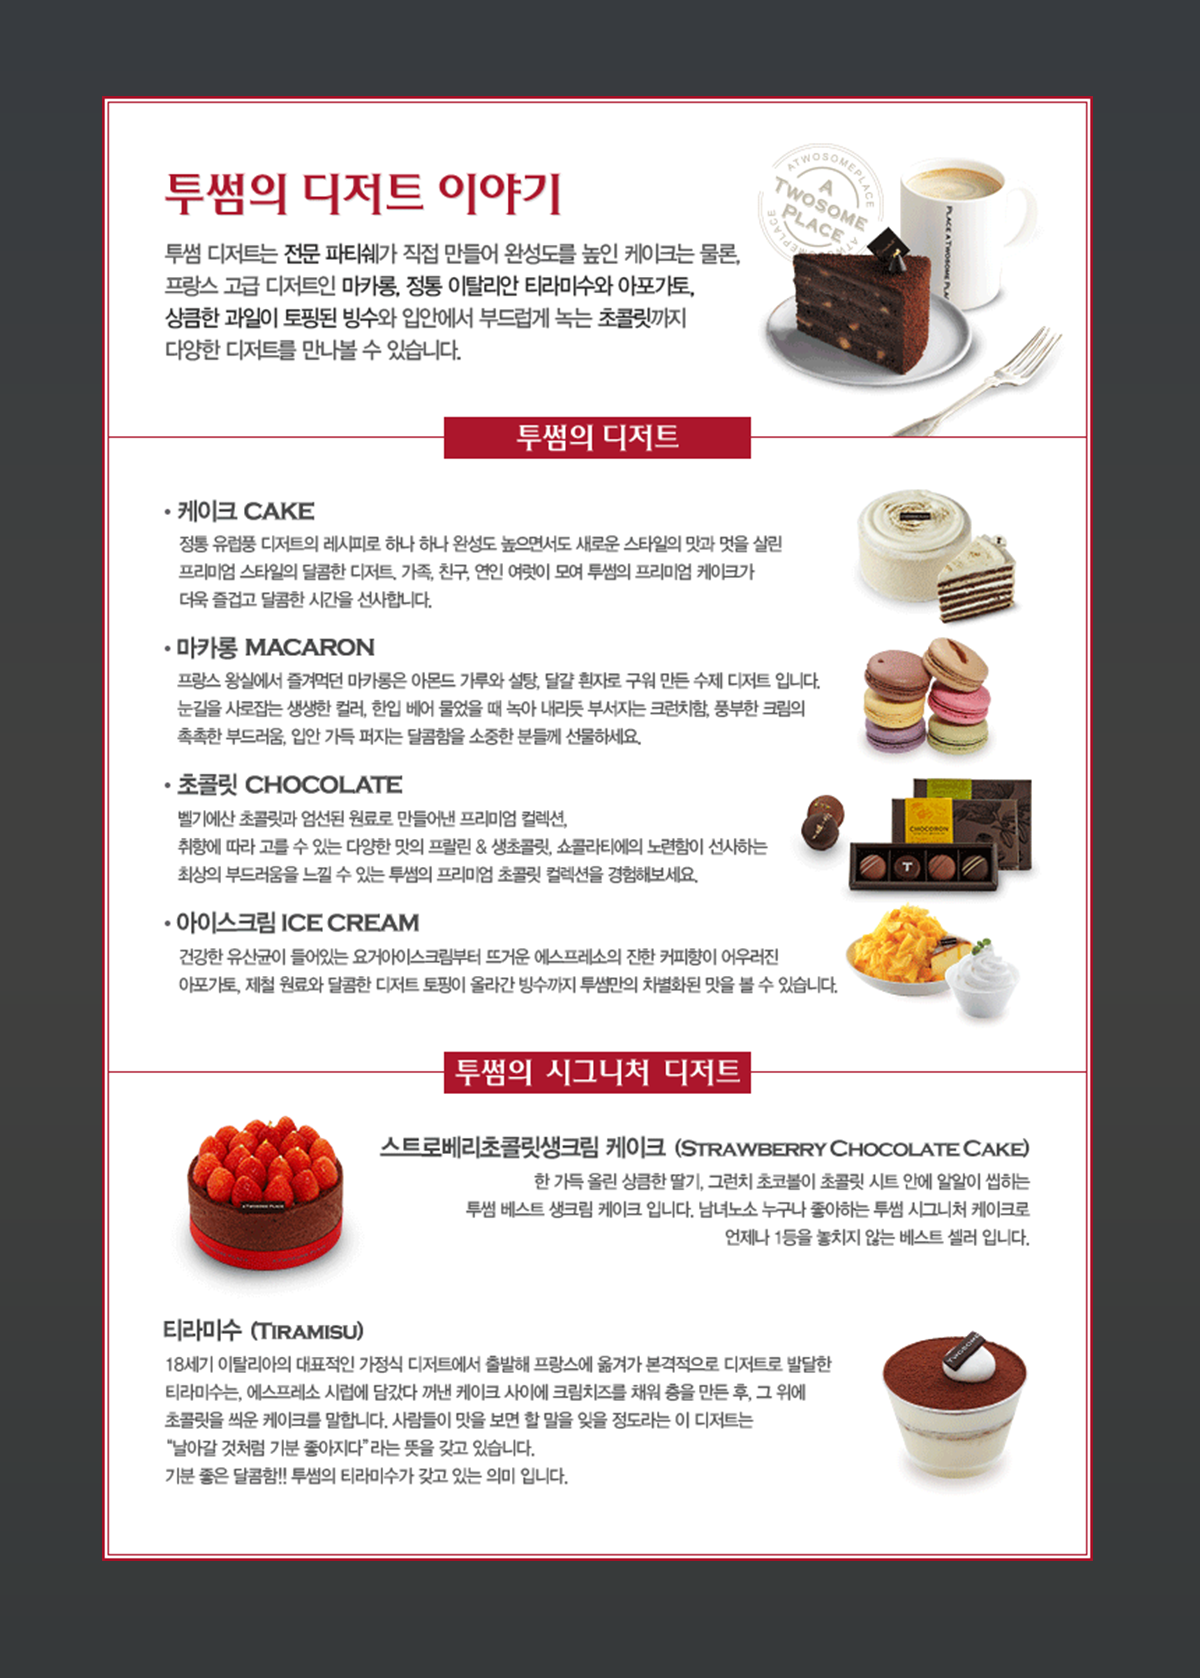 투썸의 디저트 이야기
투썸 디저트는 전문 파티쉐가 직접 만들어 완성도를 높인 케이크는 물론,
프랑스 고급 디저트인 마카롱, 정통 이탈리안 티라미수와 아포가토,
상큼한 과일이 토핑된 빙수와 입안에서 부드럽게 녹는 초콜릿까지
다양한 디저트를 만나볼 수 있습니다.
ATWOSOMEPLACE
A
TWOSOME
PLACE
투썸의 디저트
• 케이크 CAKE
정통 유럽풍 디저트의 레시피로 하나 하나 완성도 높으면서도 새로운 스타일의 맛과 멋을 살린
프리미엄 스타일의 달콤한 디저트. 가족, 친구, 연인 여럿이 모여 투썸의 프리미엄 케이크가
더욱 즐겁고 달콤한 시간을 선사합니다.
• 마카롱 MACARON
프랑스 왕실에서 즐겨먹던 마카롱은 아몬드 가루와 설탕, 달걀 흰자로 구워 만든 수제 디저트 입니다.
눈길을 사로잡는 생생한 컬러, 한입 베어 물었을 때 녹아 내리듯 부서지는 크런치함, 풍부한 크림의
촉촉한 부드러움, 입안 가득 퍼지는 달콤함을 소중한 분들께 선물하세요.
• 초콜릿 CHOCOLATE
벨기에산 초콜릿과 엄선된 원료로 만들어낸 프리미엄 컬렉션,
취향에 따라 고를 수 있는 다양한 맛의 프랄린 & 생초콜릿, 쇼콜라티에의 노련함이 선사하는
최상의 부드러움을 느낄 수 있는 투썸의 프리미엄 초콜릿 컬렉션을 경험해보세요.
CHOCORON
T
• 아이스크림 ICE CREAM
건강한 유산균이 들어있는 요거아이스크림부터 뜨거운 에스프레소의 진한 커피향이 어우러진
아포가토, 제철 원료와 달콤한 디저트 토핑이 올라간 빙수까지 투썸만의 차별화된 맛을 볼 수 있습니다.
투썸의 시그니처 디저트
스트로베리초콜릿생크림 케이크 (STRAWBERRY CHOCOLATE CAKE)
한 가득 올린 상큼한 딸기, 그런치 초코볼이 초콜릿 시트 안에 알알이 씹하는
투썸 베스트 생크림 케이크 입니다. 남녀노소 누구나 좋아하는 투썸 시그니처 케이크로
언제나 1등을 놓치지 않는 베스트 셀러 입니다.
A TWOSOME PLACE
티라미수 (TIRAMISU)
18세기 이탈리아의 대표적인 가정식 디저트에서 출발해 프랑스에 옮겨가 본격적으로 디저트로 발달한
티라미수는, 에스프레소 시럽에 담갔다 꺼낸 케이크 사이에 크림치즈를 채워 층을 만든 후, 그 위에
초콜릿을 씌운 케이크를 말합니다. 사람들이 맛을 보면 할 말을 잊을 정도라는 이 디저트는
“날아갈 것처럼 기분 좋아지다”라는 뜻을 갖고 있습니다.
기분 좋은 달콤함!! 투썸의 티라미수가 갖고 있는 의미 입니다.
TWOSOME